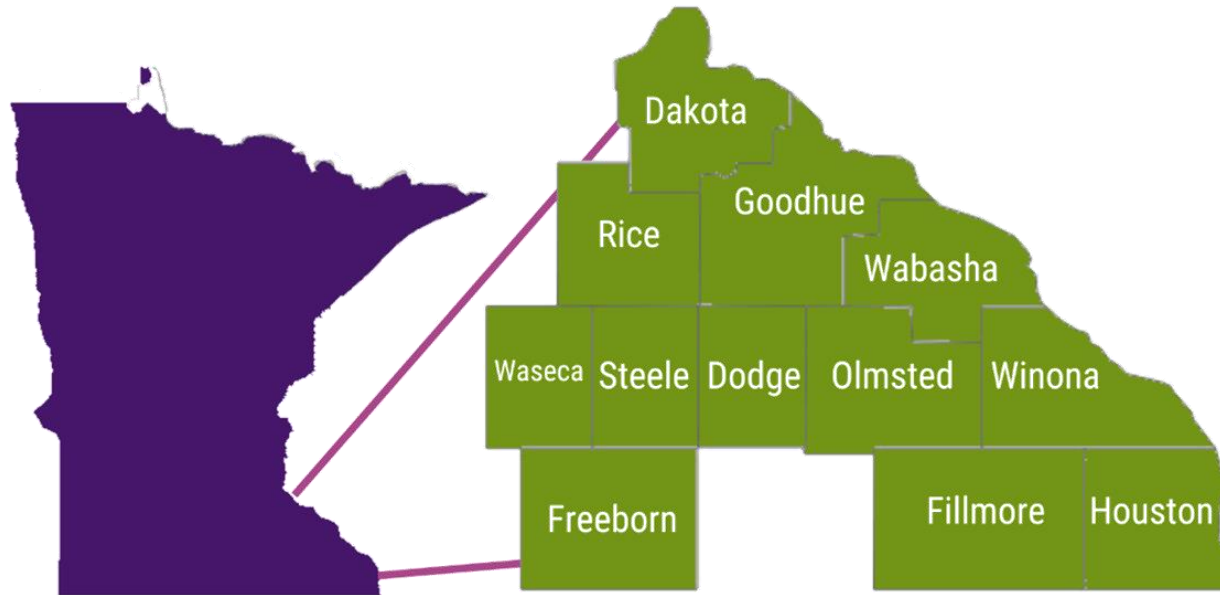 Dakota
Goodhue
Rice
Wabasha
Waseca
Steele
Dodge
Olmsted
Winona
Freeborn
Fillmore
Houston